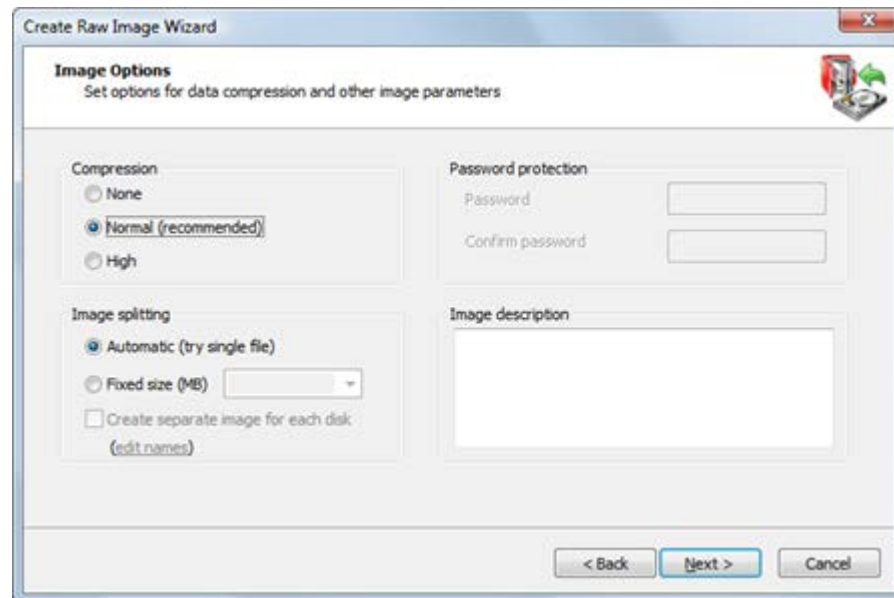 Create Raw Image Wizard
Image Options
Set options for data compression and other image parameters
Compression
None
Normal (recommended)
High
Password protection
Password
Confirm password
Image splitting
Automatic (try single file)
Fixed size (MB)
Create separate image for each disk
(edit names)
Image description
< Back
Next >
Cancel